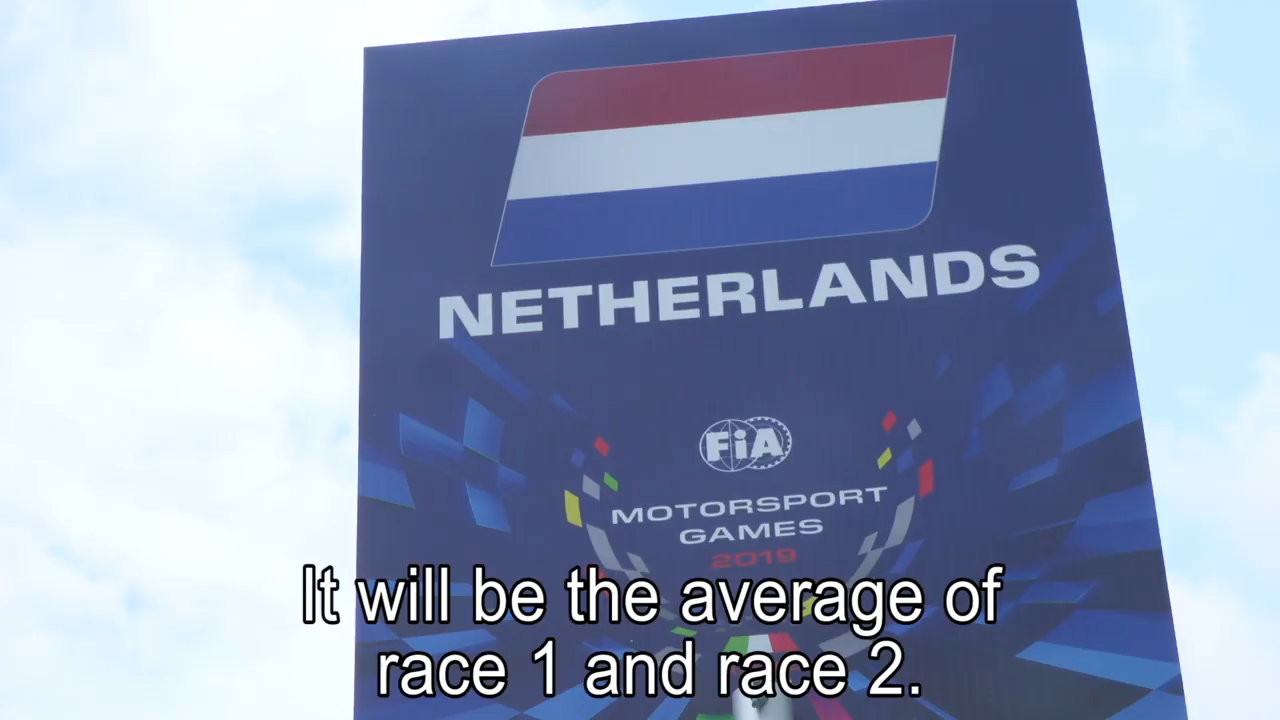 NETHERLANDS
FiA
MOTORSPORT
GAMES
2019
It will be the average of
race 1 and race 2.